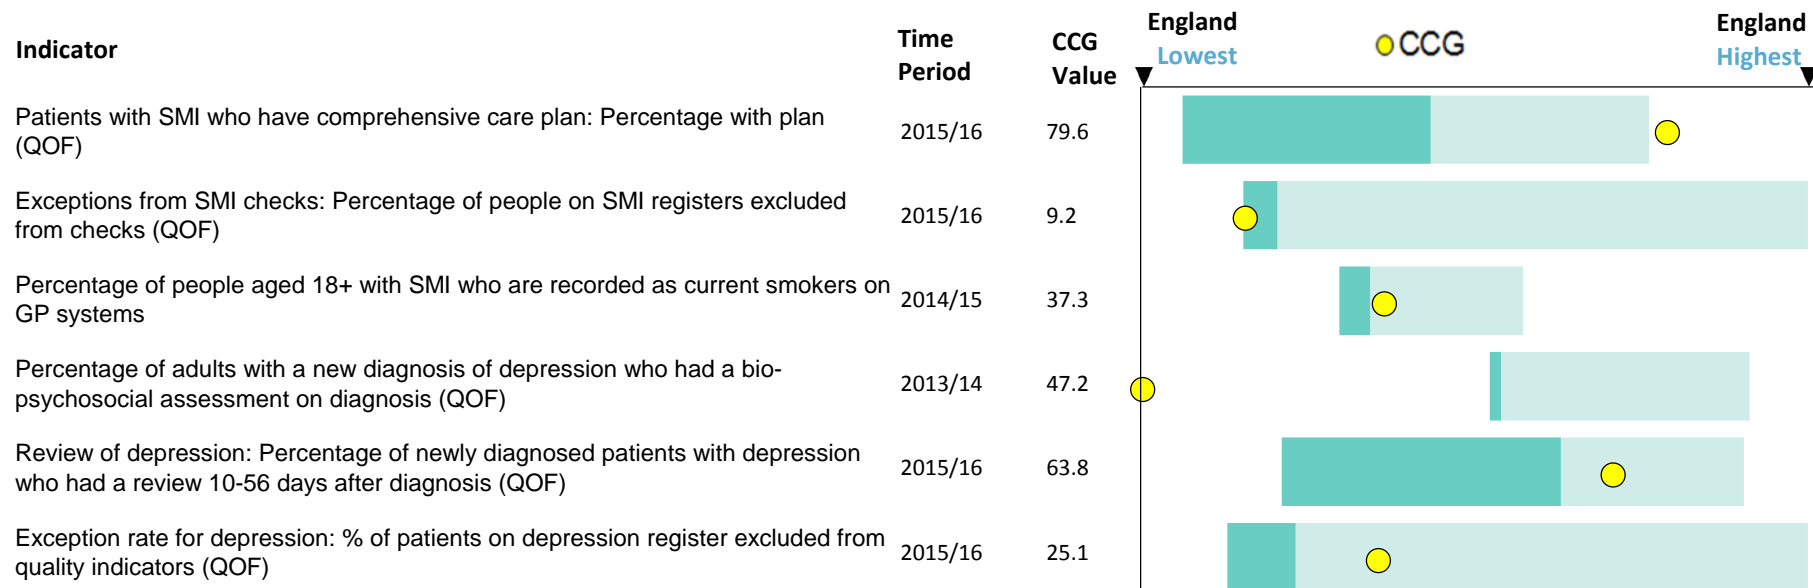 Indicator
Time Period
CCG Value
England Lowest
CCG
England Highest
Patients with SMI who have comprehensive care plan: Percentage with plan
(QOF)
2015/16
79.6
Exceptions from SMI checks: Percentage of people on SMI registers excluded
from checks (QOF)
2015/16
9.2
Percentage of people aged 18+ with SMI who are recorded as current smokers on
GP systems
2014/15
37.3
Percentage of adults with a new diagnosis of depression who had a bio-
psychosocial assessment on diagnosis (QOF)
2013/14
47.2
Review of depression: Percentage of newly diagnosed patients with depression
who had a review 10-56 days after diagnosis (QOF)
2015/16
63.8
Exception rate for depression: % of patients on depression register excluded from
quality indicators (QOF)
2015/16
25.1